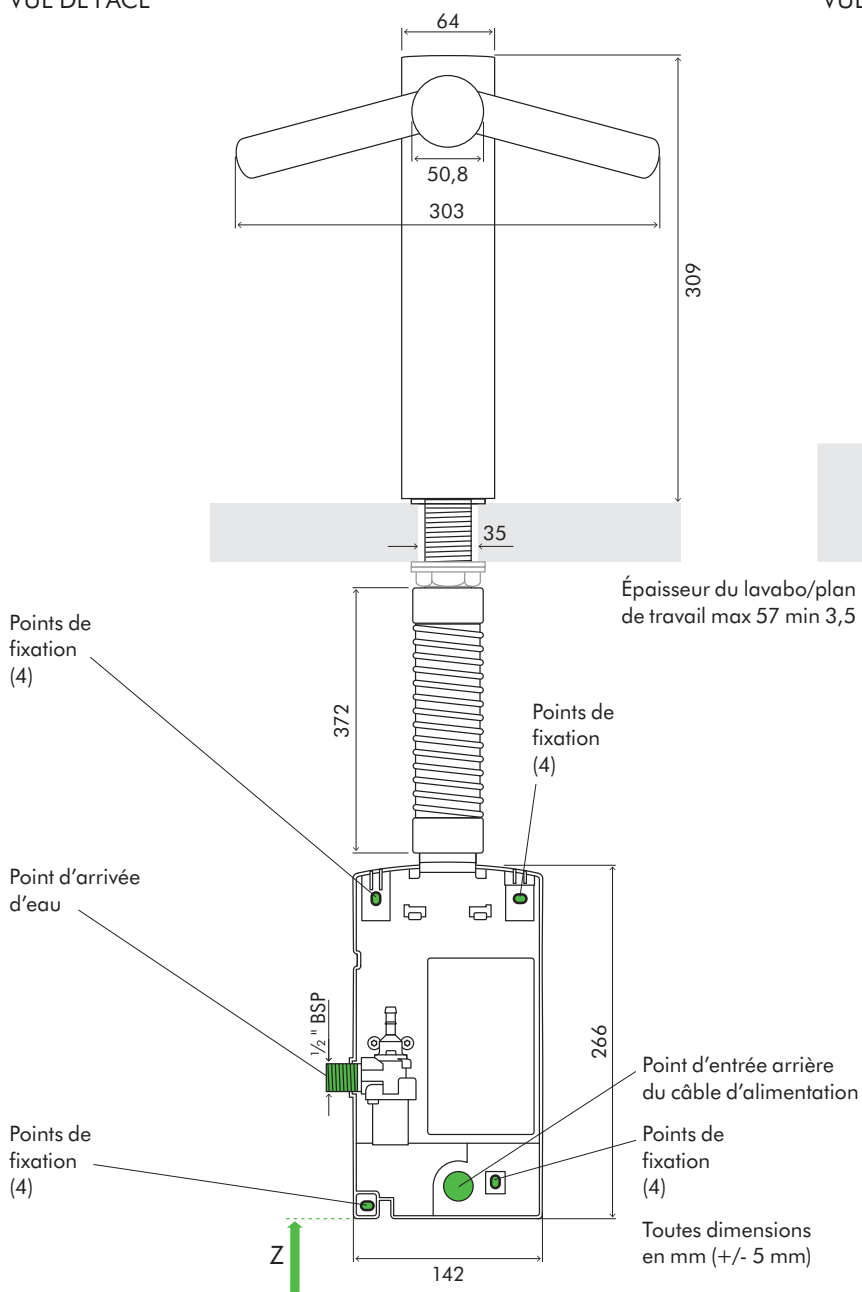 VUE DE FACE
VUE
64
50,8
303
309
35
Épaisseur du lavabo/plan
de travail max 57 min 3,5
Points de
fixation
(4)
372
Points de
fixation
(4)
Point d'arrivée
d'eau
½ " BSP
266
Point d'entrée arrière
du câble d'alimentation
Points de
fixation
(4)
Points de
fixation
(4)
Toutes dimensions
en mm (+/- 5 mm)
Z
142